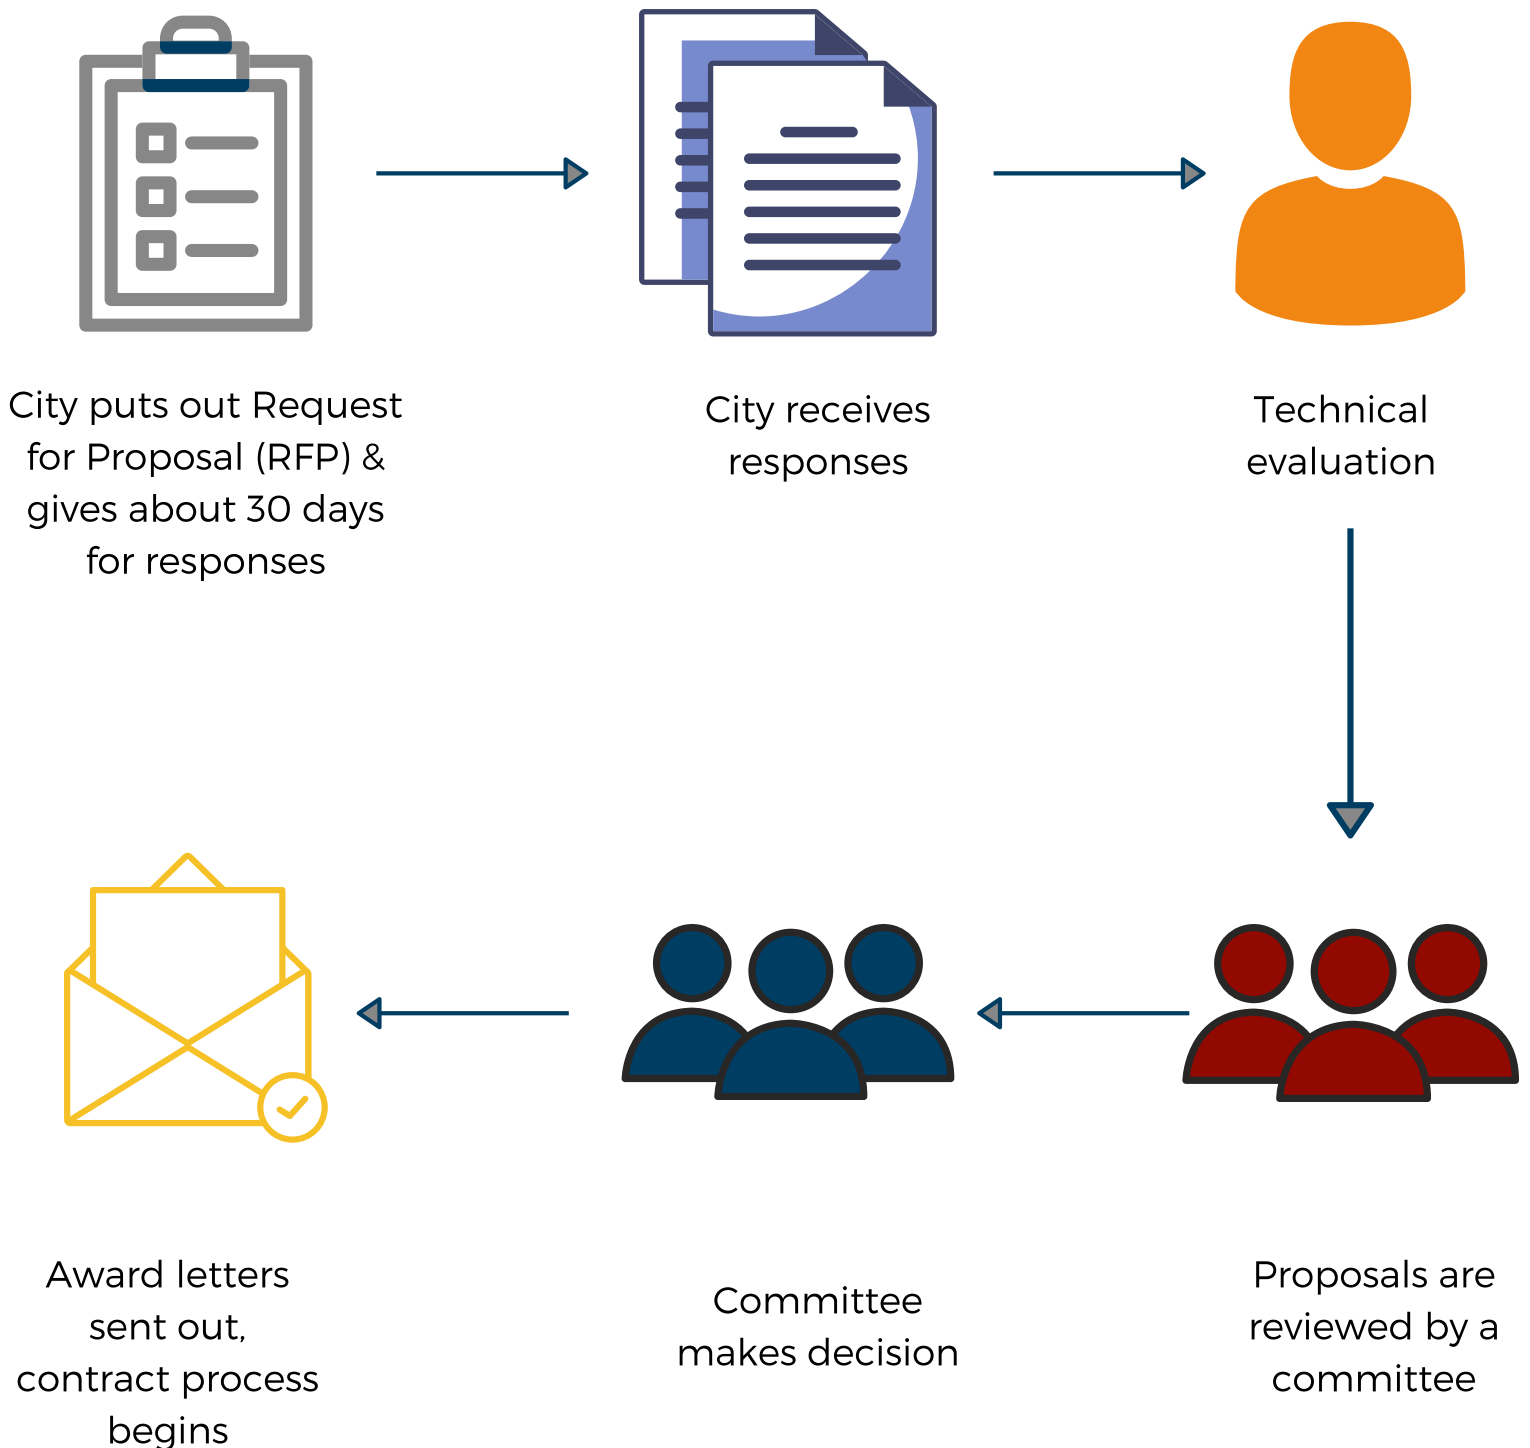 City puts out Request
for Proposal (RFP) &
gives about 30 days
for responses
City receives
responses
Technical
evaluation
Proposals are
reviewed by a
committee
Committee
makes decision
Award letters
sent out,
contract process
begins